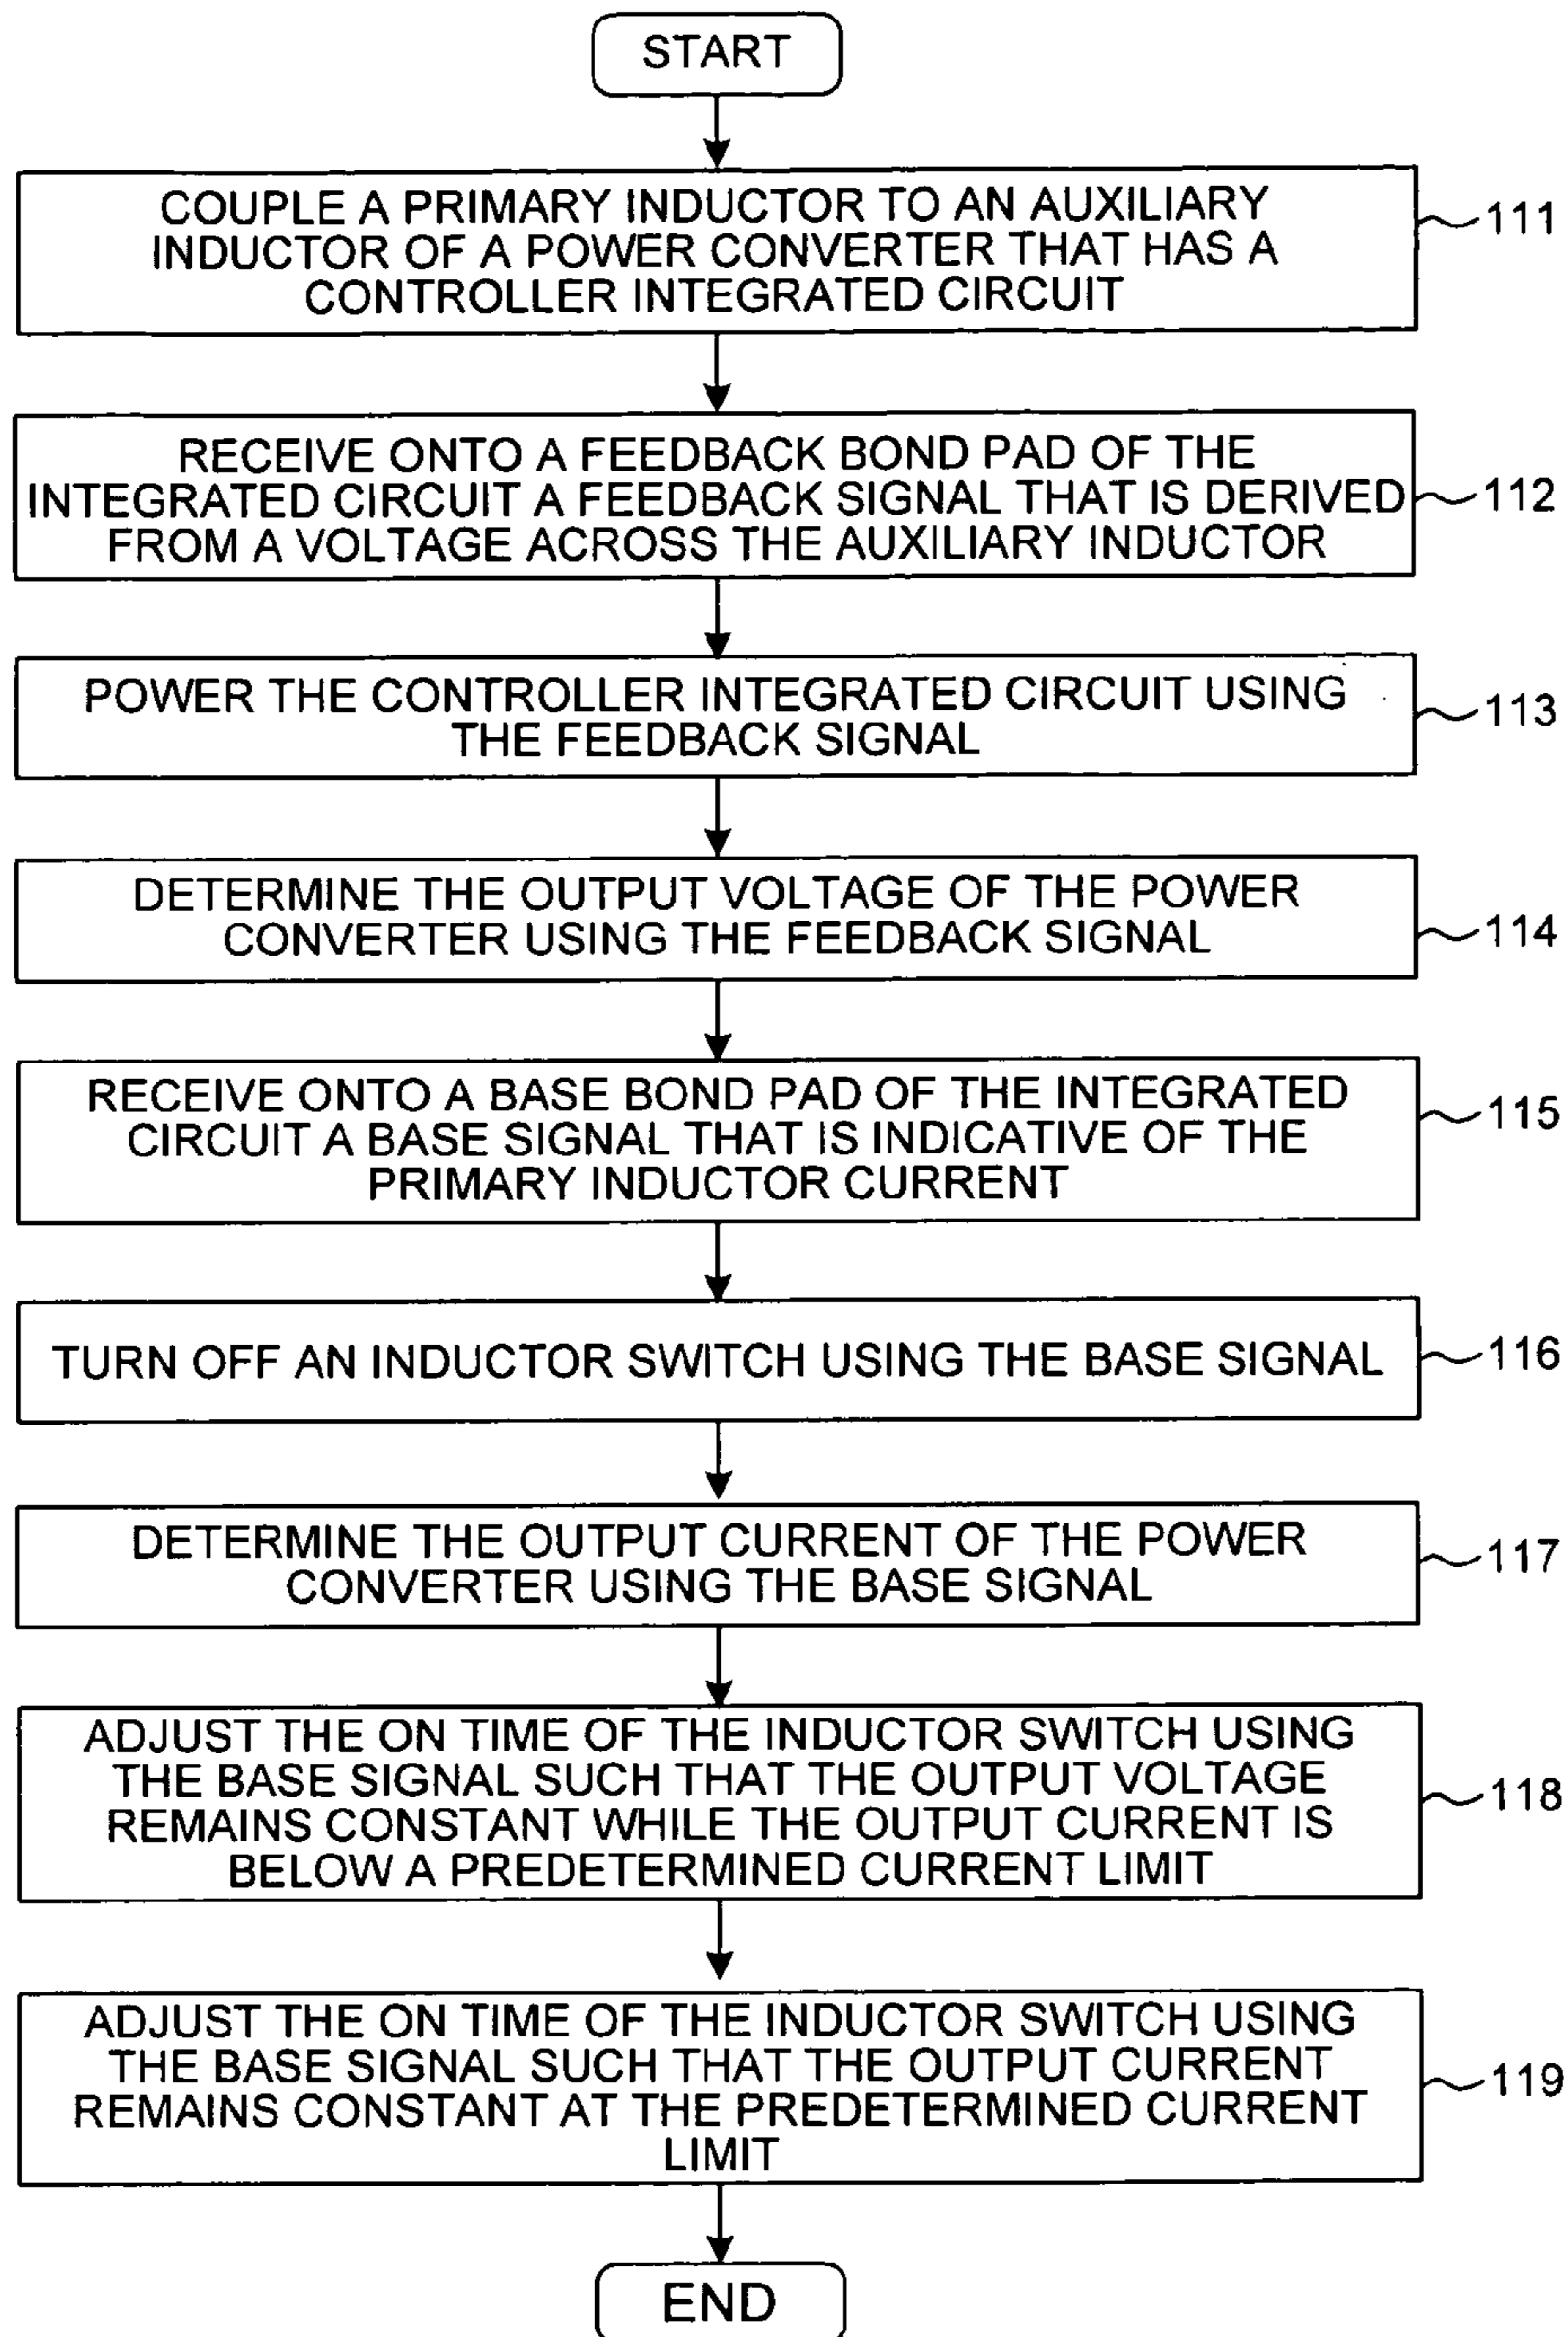 START
COUPLE A PRIMARY INDUCTOR TO AN AUXILIARY
INDUCTOR OF A POWER CONVERTER THAT HAS A
CONTROLLER INTEGRATED CIRCUIT
111
RECEIVE ONTO A FEEDBACK BOND PAD OF THE
INTEGRATED CIRCUIT A FEEDBACK SIGNAL THAT IS DERIVED
FROM A VOLTAGE ACROSS THE AUXILIARY INDUCTOR
112
POWER THE CONTROLLER INTEGRATED CIRCUIT USING
THE FEEDBACK SIGNAL
113
DETERMINE THE OUTPUT VOLTAGE OF THE POWER
CONVERTER USING THE FEEDBACK SIGNAL
114
RECEIVE ONTO A BASE BOND PAD OF THE INTEGRATED
CIRCUIT A BASE SIGNAL THAT IS INDICATIVE OF THE
PRIMARY INDUCTOR CURRENT
115
TURN OFF AN INDUCTOR SWITCH USING THE BASE SIGNAL
116
DETERMINE THE OUTPUT CURRENT OF THE POWER
CONVERTER USING THE BASE SIGNAL
117
ADJUST THE ON TIME OF THE INDUCTOR SWITCH USING
THE BASE SIGNAL SUCH THAT THE OUTPUT VOLTAGE
REMAINS CONSTANT WHILE THE OUTPUT CURRENT IS
BELOW A PREDETERMINED CURRENT LIMIT
118
ADJUST THE ON TIME OF THE INDUCTOR SWITCH USING
THE BASE SIGNAL SUCH THAT THE OUTPUT CURRENT
REMAINS CONSTANT AT THE PREDETERMINED CURRENT
LIMIT
119
END